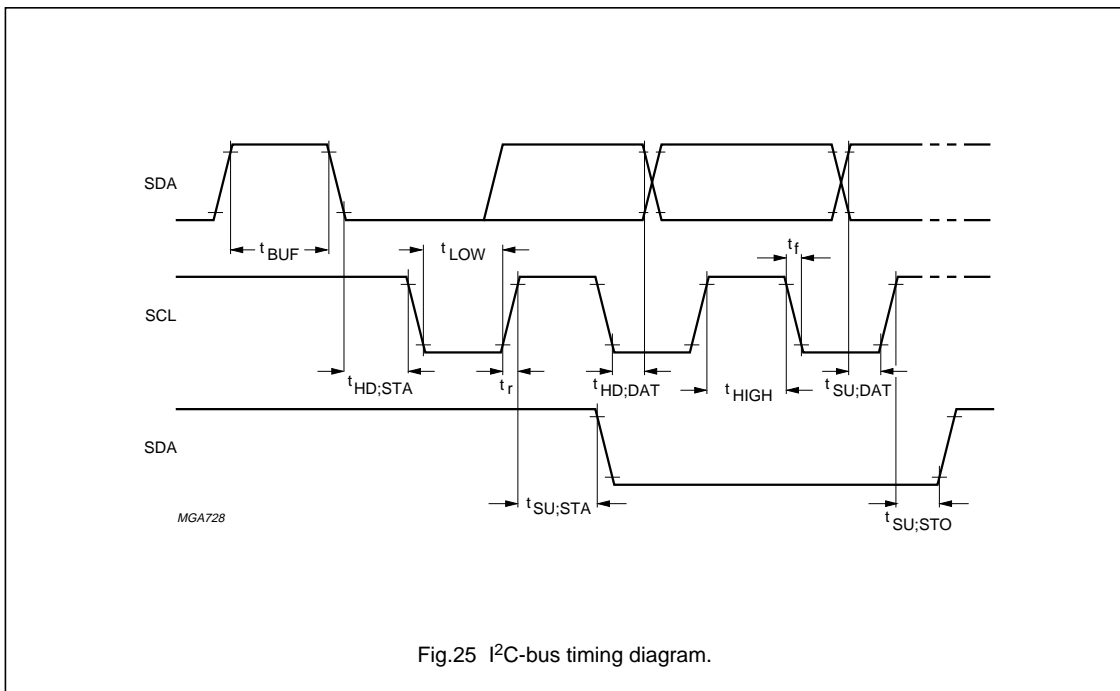 SDA
t BUF
t LOW
t f
SCL
t HD;STA
t r
t HD;DAT
t HIGH
t SU;DAT
SDA
t SU;STA
t SU;STO
MGA728
Fig.25 I²C-bus timing diagram.